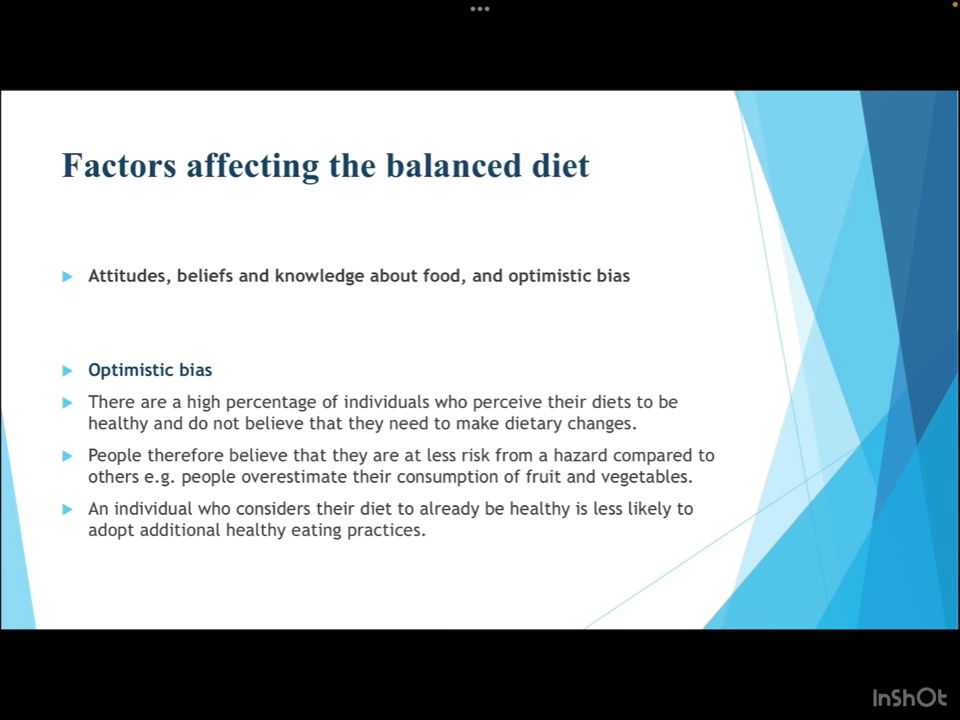 Factors affecting the balanced diet
Attitudes, beliefs and knowledge about food, and optimistic bias
Optimistic bias
There are a high percentage of individuals who perceive their diets to be
healthy and do not believe that they need to make dietary changes.
People therefore believe that they are at less risk from a hazard compared to
others e.g. people overestimate their consumption of fruit and vegetables.
An individual who considers their diet to already be healthy is less likely to
adopt additional healthy eating practices.
InShOt